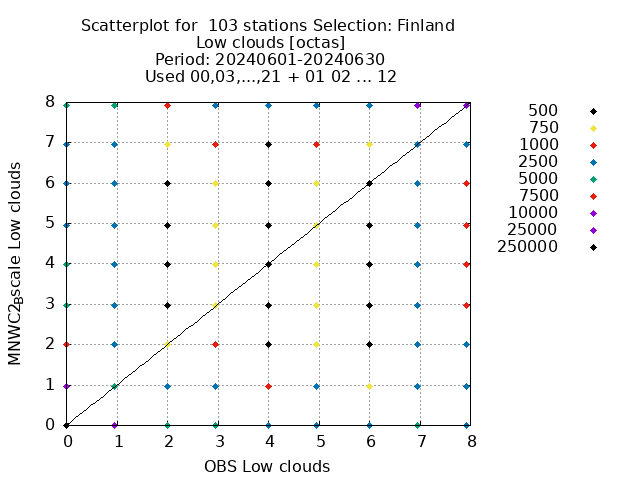 Scatterplot for  103 stations Selection: Finland
Low clouds [octas]
Period: 20240601-20240630
Used 00,03,...,21 + 01 02 ... 12
8
7
6
5
4
3
2
1
0
0 1 2 3 4 5 6 7 8
MNWC2Bscale Low clouds
OBS Low clouds
500
750
1000
2500
5000
7500
10000
25000
250000